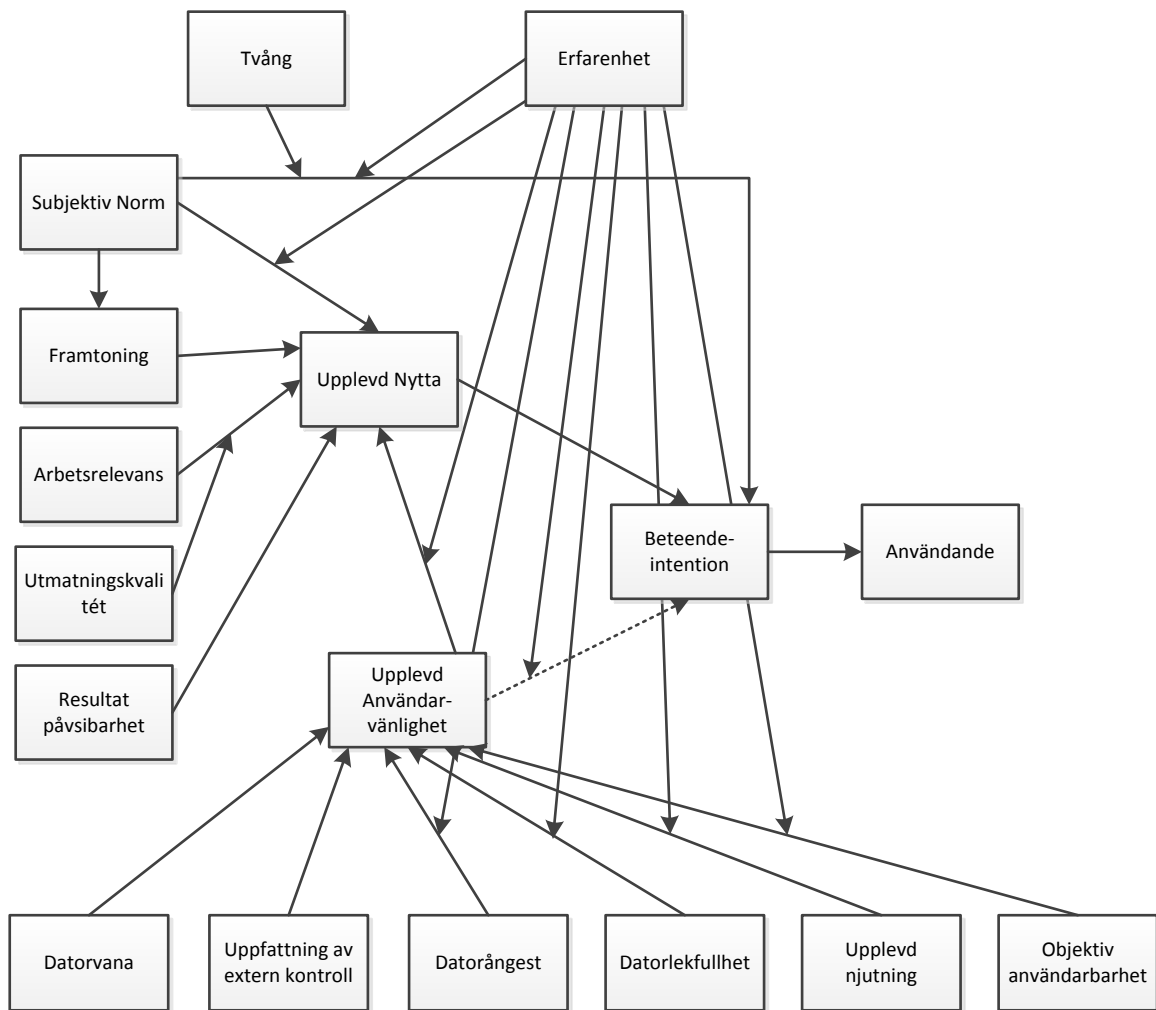 Tvång
Erfarenhet
Subjektiv Norm
Framtoning
Upplevd Nytta
Arbetsrelevans
Beteende-
intention
Användande
Utmatningskvali
tét
Resultat
påvsibarhet
Upplevd
Användar-
vänlighet
Datorvana
Uppfattning av
extern kontroll
Datorångest
Datorlekfullhet
Upplevd
njutning
Objektiv
användarbarhet